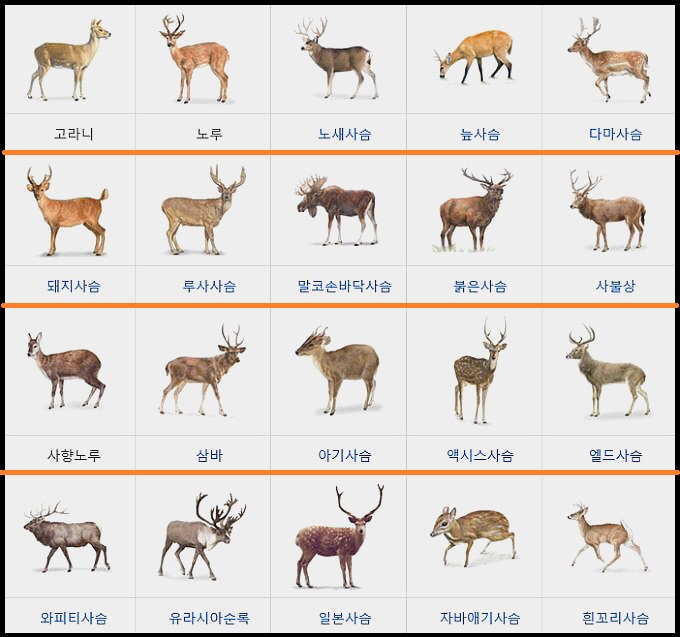 고라니 노루 노새사슴 늪사슴 다마사슴
돼지사슴 루사사슴 말코손바닥사슴 붉은사슴 사불상
사향노루 삼바 아기사슴 액시스사슴 엘드사슴
와피티사슴 유라시아순록 일본사슴 자바애기사슴 흰꼬리사슴